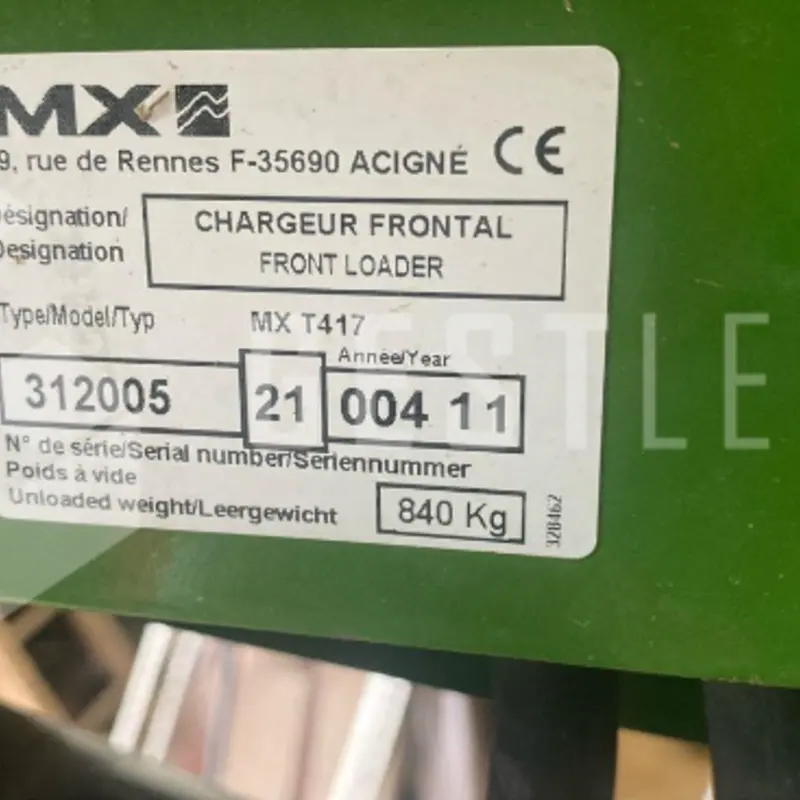 MX
9, rue de Rennes F-35690 ACIGNÉ CE
ésignation/
Designation
CHARGEUR FRONTAL
FRONT LOADER
Type/Model/Typ MX T417
Année/Year
312005 21 004 11
N° de série/Serial number/Seriennummer
Poids à vide
Unloaded weight/Leergewicht 840 Kg
328462